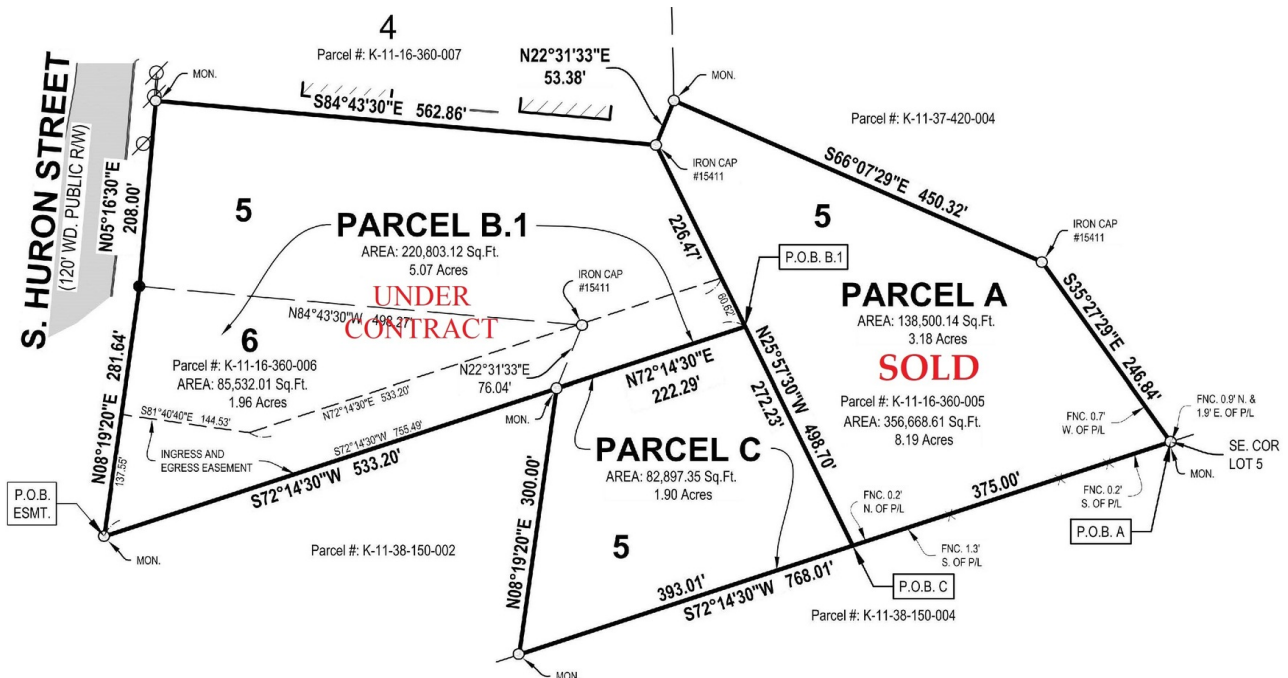 4
Parcel #: K-11-16-360-007
N22°31'33"E
53.38'
MON.
MON.
S84°43'30"E 562.86'
S. HURON STREET
(120' WD. PUBLIC R/W)
N05°16'30"E
208.00'
Parcel #: K-11-37-420-004
S66°07'29"E 450.32'
IRON CAP
#15411
5
5
PARCEL B.1
AREA: 220,803.12 Sq.Ft.
5.07 Acres
UNDER
CONTRACT
226.47'
IRON CAP
#15411
P.O.B. B.1
IRON CAP
#15411
PARCEL A
AREA: 138,500.14 Sq.Ft.
3.18 Acres
SOLD
Parcel #: K-11-16-360-005
AREA: 356,668.61 Sq.Ft.
8.19 Acres
S35°27'29"E 246.84'
N84°43'30"W 498.27'
60.62'
6
Parcel #: K-11-16-360-006
AREA: 85,532.01 Sq.Ft.
1.96 Acres
N08°19'20"E 281.64'
137.55'
N22°31'33"E
76.04'
N72°14'30"E
222.29'
N25°57'30"W 498.70'
272.23'
S81°40'40"E 144.53'
N72°14'30"E 533.20'
S72°14'30"W 755.49'
S72°14'30"W 533.20'
INGRESS AND
EGRESS EASEMENT
MON.
FNC. 0.7'
W. OF P/L
FNC. 0.9' N. &
1.9' E. OF P/L
SE. COR
LOT 5
MON.
P.O.B.
ESMT.
MON.
PARCEL C
AREA: 82,897.35 Sq.Ft.
1.90 Acres
N08°19'20"E 300.00'
FNC. 0.2'
N. OF P/L
375.00'
FNC. 0.2'
S. OF P/L
P.O.B. A
Parcel #: K-11-38-150-002
5
FNC. 1.3'
S. OF P/L
P.O.B. C
393.01'
S72°14'30"W 768.01'
Parcel #: K-11-38-150-004
MON.